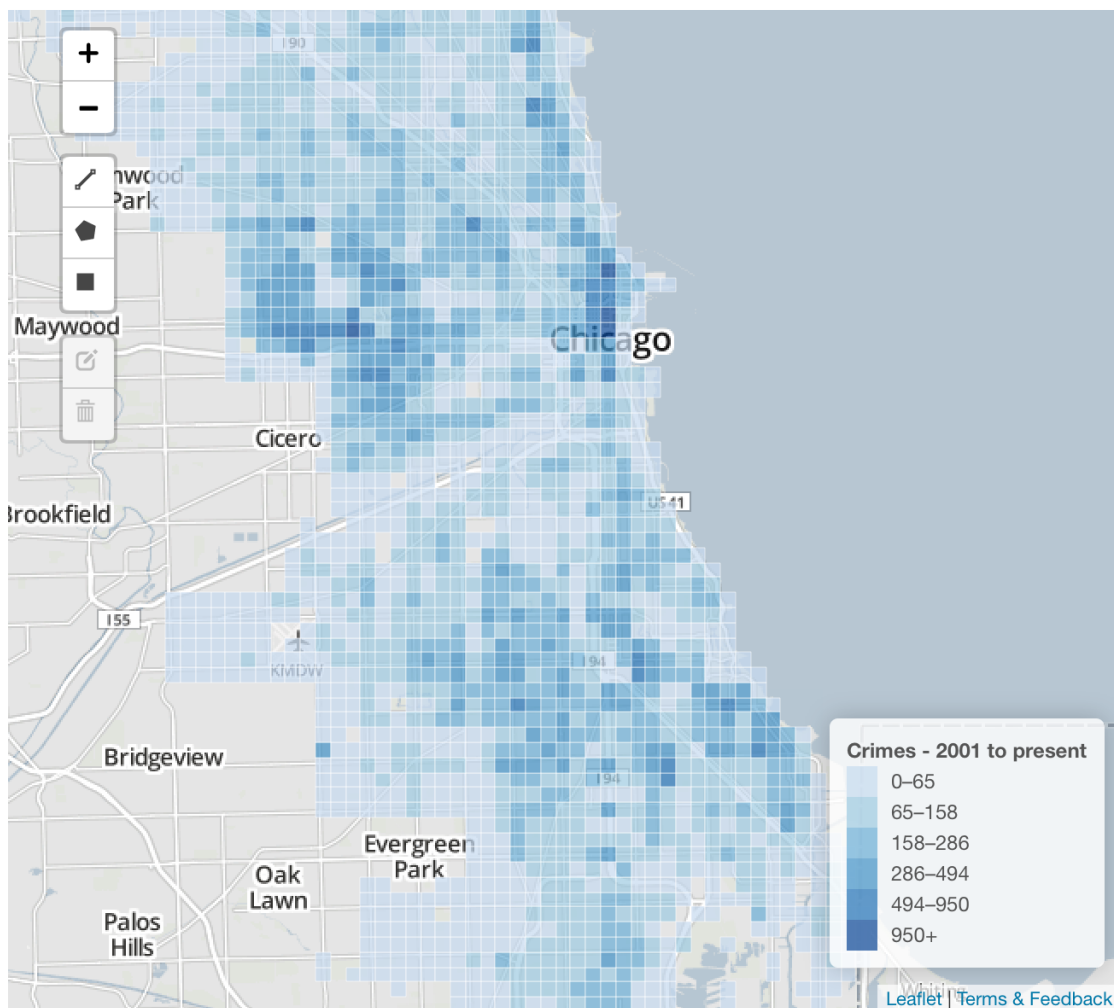 +
I 90
−
nwood
Park
Maywood
Chicago
Cicero
US 41
Brookfield
I 55
I 94
KMDW
Bridgeview
I 94
Evergreen
Park
Oak
Lawn
Palos
Hills
Crimes - 2001 to present
0–65
65–158
158–286
286–494
494–950
950+
Whiting
Leaflet | Terms & Feedback